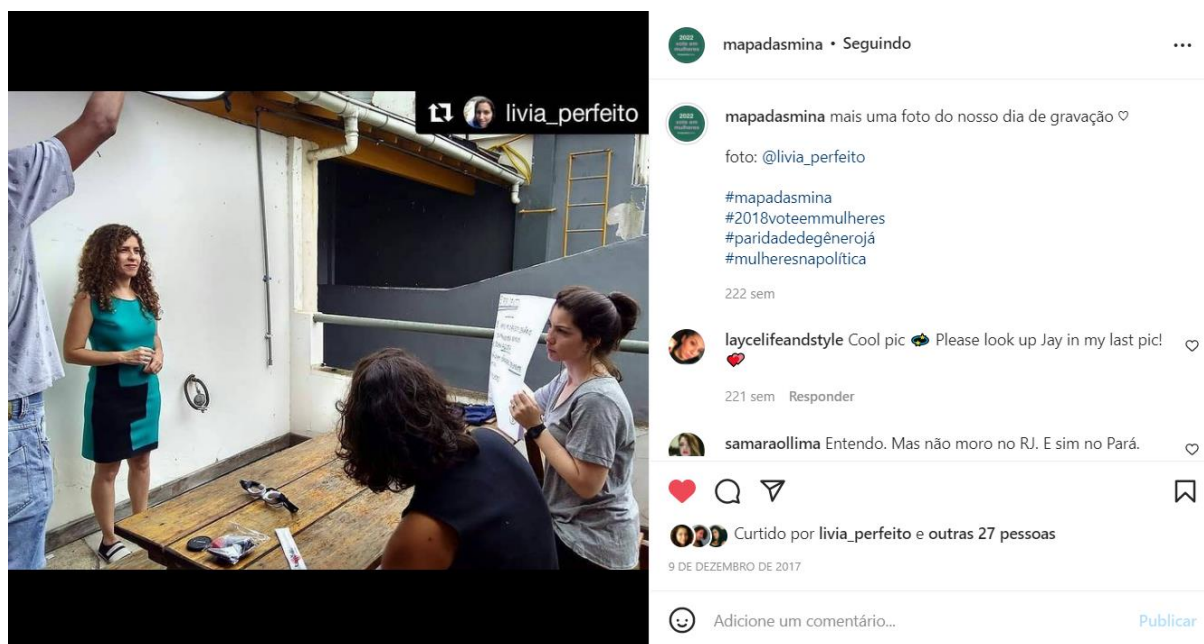 livia_perfeito
mapadasmina • Seguindo
mapadasmina mais uma foto do nosso dia de gravação ♡
foto: @livia_perfeito
#mapadasmina
#2018voteemmulheres
#paridadedegênerojá
#mulheresnapolítica
222 sem
laycelifeandstyle Cool pic Please look up Jay in my last pic!
221 sem Responder
samaraollima Entendo. Mas não moro no RJ. E sim no Pará.
Curtido por livia_perfeito e outras 27 pessoas
9 DE DEZEMBRO DE 2017
Adicione um comentário...
Publicar